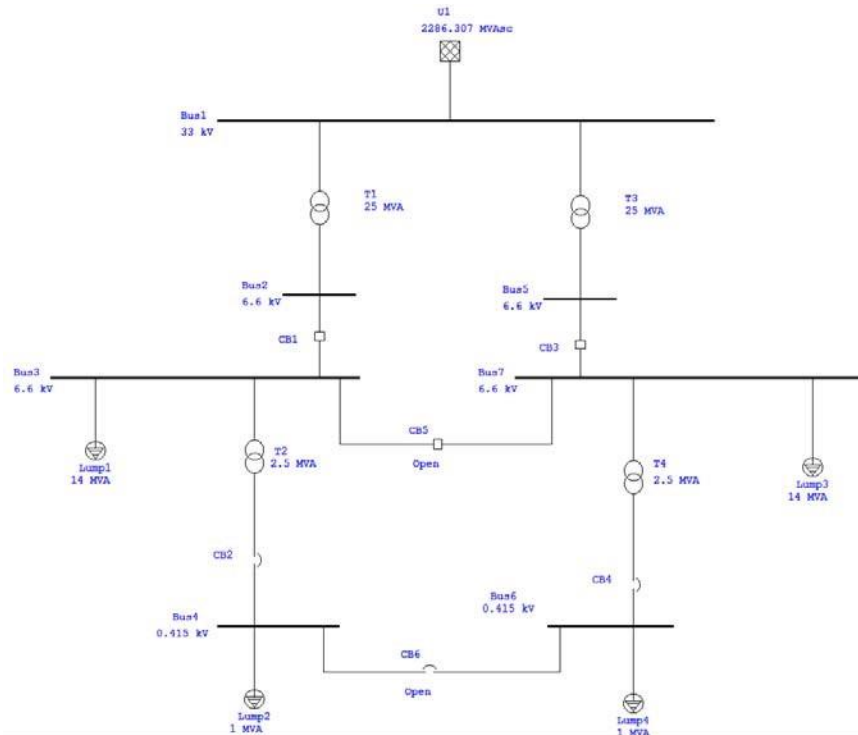 U1
2286.307 MVAsc
Bus1
33 kV
T1
25 MVA
T3
25 MVA
Bus2
6.6 kV
Bus5
6.6 kV
CB1
CB3
Bus3
6.6 kV
Bus7
6.6 kV
CB5
Open
T2
2.5 MVA
T4
2.5 MVA
Lump1
14 MVA
Lump3
14 MVA
CB2
CB4
Bus4
0.415 kV
Bus6
0.415 kV
CB6
Open
Lump2
1 MVA
Lump4
1 MVA